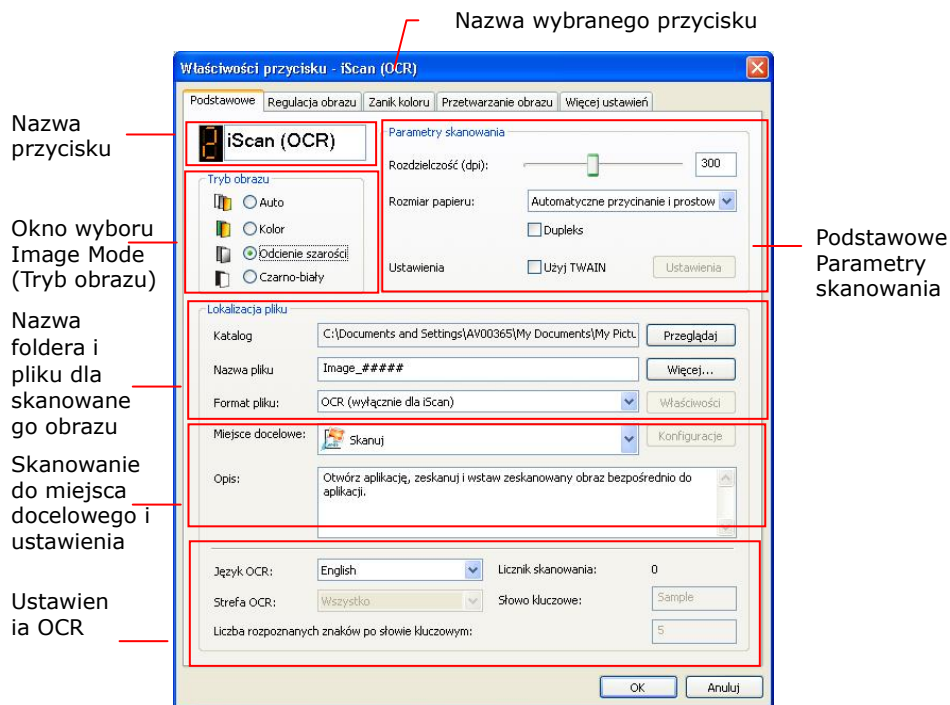 Nazwa wybranego przycisku
Właściwości przycisku - iScan (OCR)
Podstawowe Regulacja obrazu Zanik koloru Przetwarzanie obrazu Więcej ustawień
Nazwa
przycisku
2 iScan (OCR)
Parametry skanowania
Rozdzielczość (dpi): 300
Rozmiar papieru: Automatyczne przycinanie i prostow
Dupleks
Ustawienia Użyj TWAIN Ustawienia
Tryb obrazu
Auto
Kolor
Odcienie szarości
Czarno-biały
Okno wyboru
Image Mode
(Tryb obrazu)
Podstawowe
Parametry
skanowania
Nazwa
foldera i
pliku dla
skanowane
go obrazu
Lokalizacja pliku
Katalog C:\Documents and Settings\AV00365\My Documents\My Pictu Przeglądaj
Nazwa pliku Image_##### Więcej...
Format pliku: OCR (wyłącznie dla iScan) Właściwości
Skanowanie
do miejsca
docelowego i
ustawienia
Miejsce docelowe: Skanuj Konfiguracje
Opis: Otwórz aplikację, zeskanuj i wstaw zeskanowany obraz bezpośrednio do
aplikacji.
Ustawien
ia OCR
Język OCR: English Licznik skanowania: 0
Strefa OCR: Wszystko Słowo kluczowe: Sample
Liczba rozpoznanych znaków po słowie kluczowym: 5
OK Anuluj